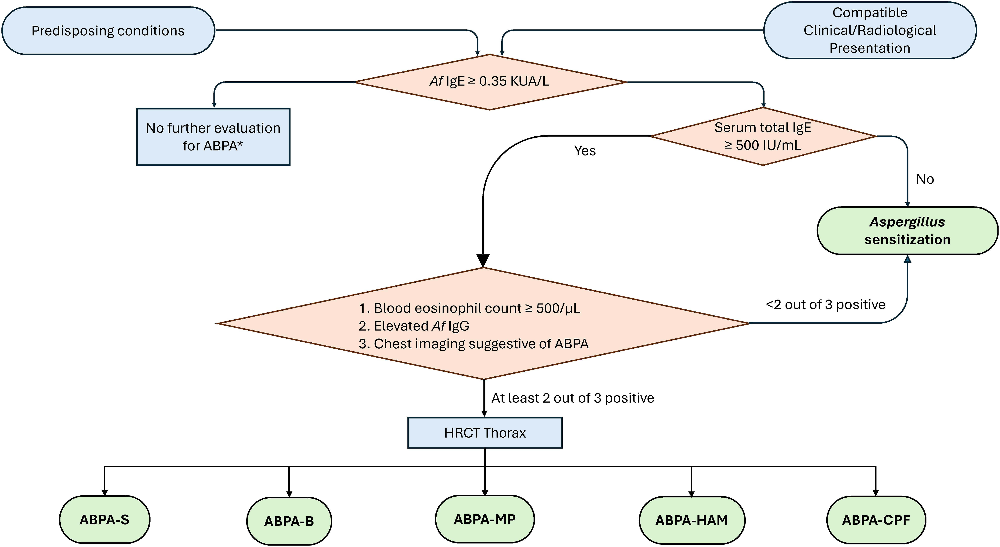 Predisposing conditions
Compatible
Clinical/Radiological
Presentation
Af IgE ≥ 0.35 KUA/L
No further evaluation
for ABPA*
Serum total IgE
≥ 500 IU/mL
Yes
No
Aspergillus
sensitization
1. Blood eosinophil count ≥ 500/µL
2. Elevated Af IgG
3. Chest imaging suggestive of ABPA
<2 out of 3 positive
At least 2 out of 3 positive
HRCT Thorax
ABPA-S
ABPA-B
ABPA-MP
ABPA-HAM
ABPA-CPF